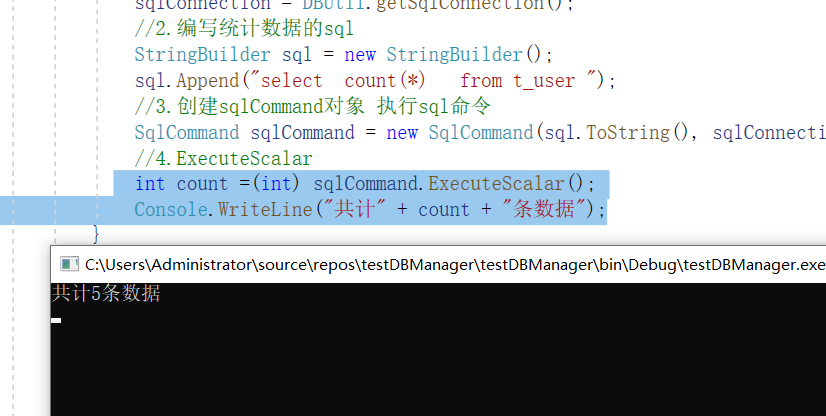 sqlConnection = DBUtil.getSqlConnection();
//2.编写统计数据的sql
StringBuilder sql = new StringBuilder();
sql.Append("select  count(*)   from t_user ");
//3.创建sqlCommand对象 执行sql命令
SqlCommand sqlCommand = new SqlCommand(sql.ToString(), sqlConnecti
//4.ExecuteScalar
int count =(int) sqlCommand.ExecuteScalar();
Console.WriteLine("共计" + count + "条数据");
}
C:\Users\Administrator\source\repos\testDBManager\testDBManager\bin\Debug\testDBManager.exe
共计5条数据